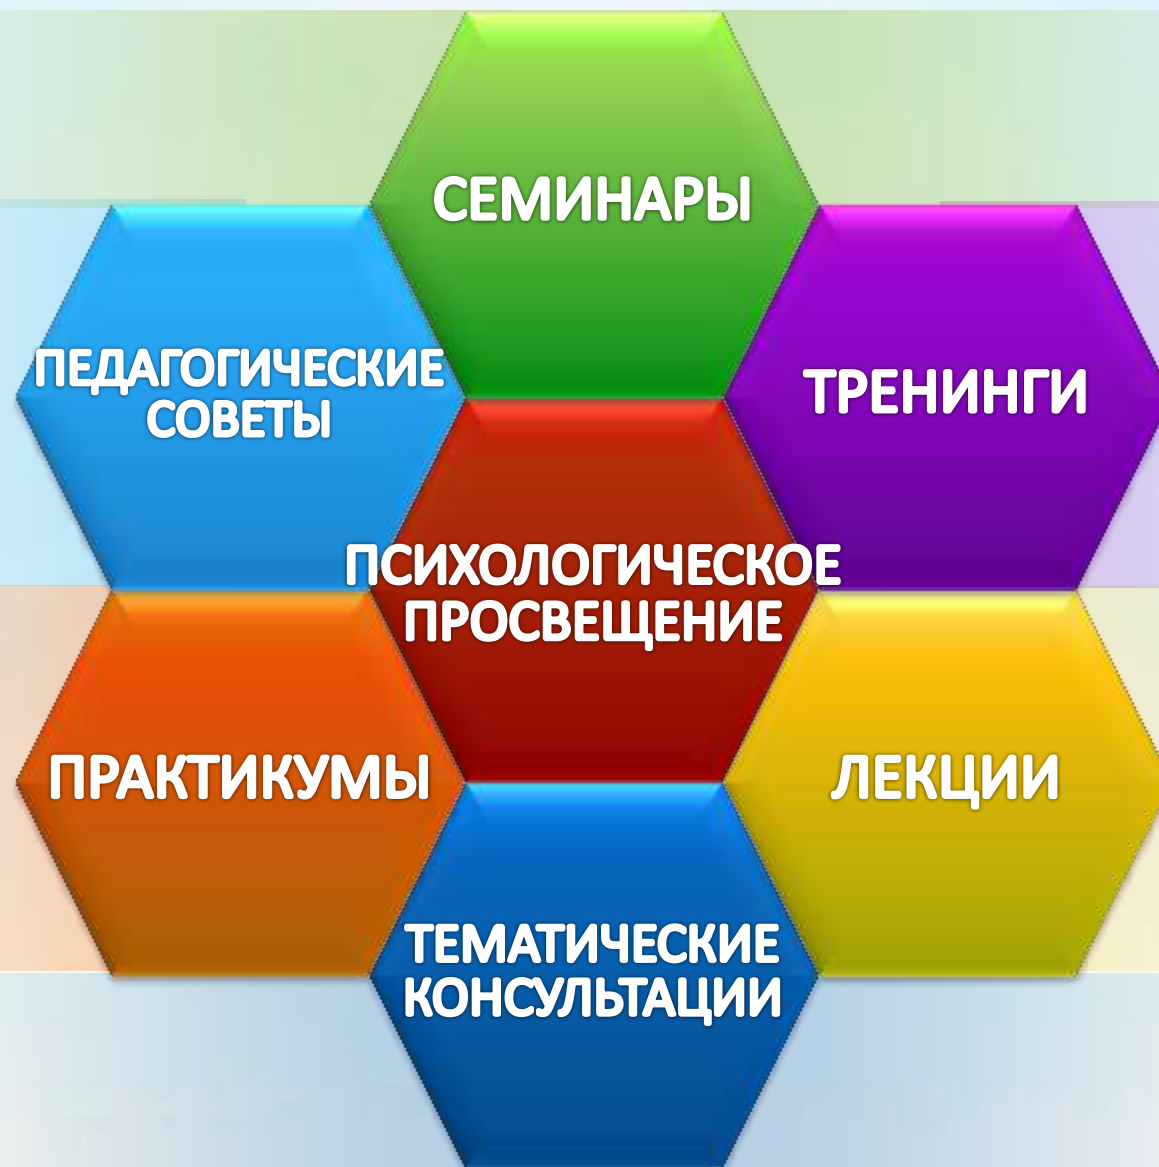 СЕМИНАРЫ
ПЕДАГОГИЧЕСКИЕ
СОВЕТЫ
ТРЕНИНГИ
ПСИХОЛОГИЧЕСКОЕ
ПРОСВЕЩЕНИЕ
ПРАКТИКУМЫ
ЛЕКЦИИ
ТЕМАТИЧЕСКИЕ
КОНСУЛЬТАЦИИ